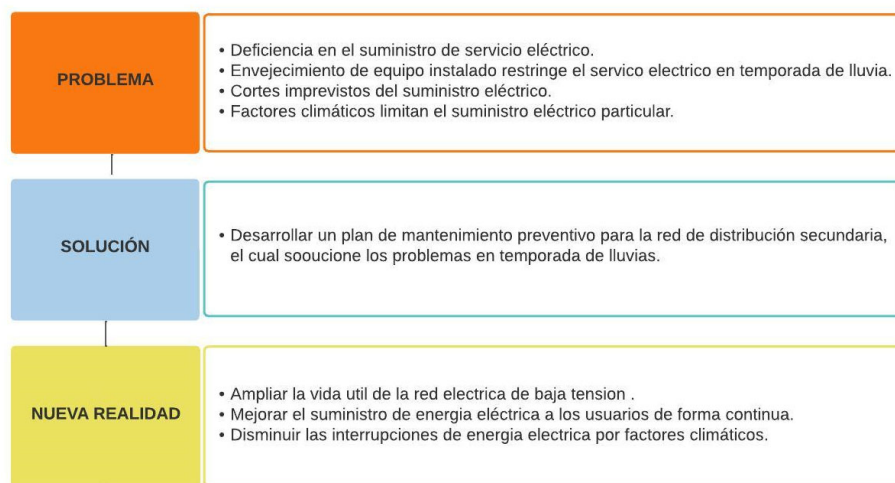 PROBLEMA
• Deficiencia en el suministro de servicio eléctrico.
• Envejecimiento de equipo instalado restringe el servico electrico en temporada de lluvia.
• Cortes imprevistos del suministro eléctrico.
• Factores climáticos limitan el suministro eléctrico particular.
SOLUCIÓN
• Desarrollar un plan de mantenimiento preventivo para la red de distribución secundaria,
el cual sooucione los problemas en temporada de lluvias.
NUEVA REALIDAD
• Ampliar la vida util de la red electrica de baja tension .
• Mejorar el suministro de energia eléctrica a los usuarios de forma continua.
• Disminuir las interrupciones de energia electrica por factores climáticos.